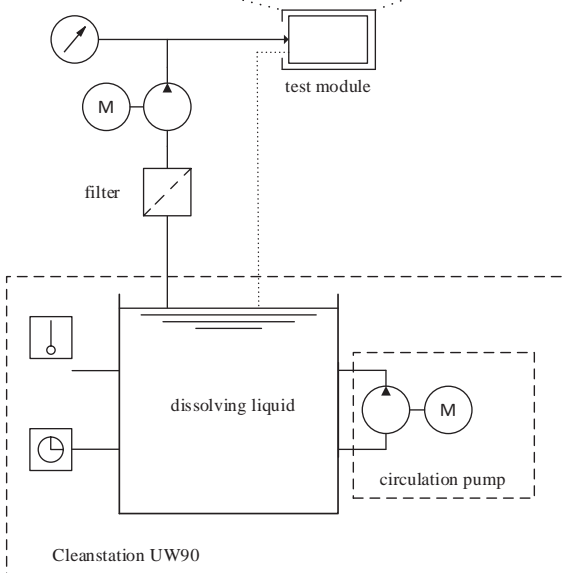 test module
M
filter
dissolving liquid
M
circulation pump
Cleanstation UW90